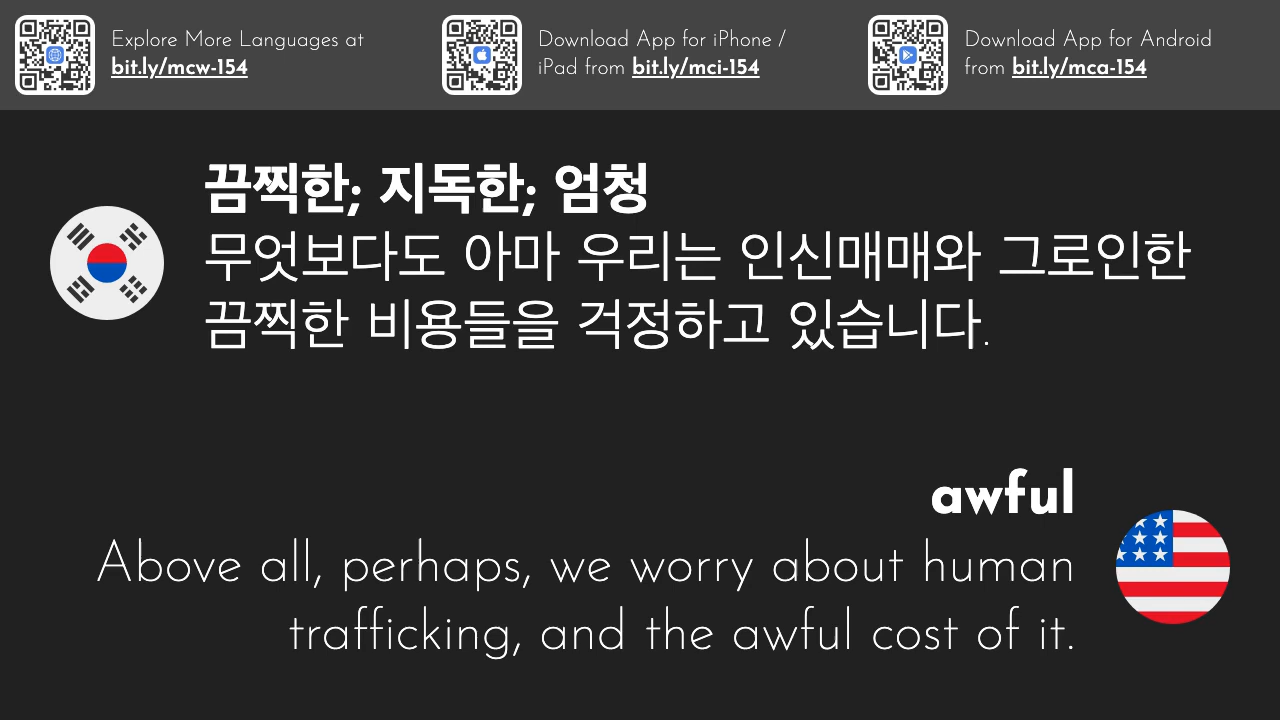 Explore More Languages at
bit.ly/mcw-154
Download App for iPhone /
iPad from bit.ly/mci-154
Download App for Android
from bit.ly/mca-154
끔찍한; 지독한; 엄청
무엇보다도 아마 우리는 인신매매와 그로인한
끔찍한 비용들을 걱정하고 있습니다.
awful
Above all, perhaps, we worry about human
trafficking, and the awful cost of it.